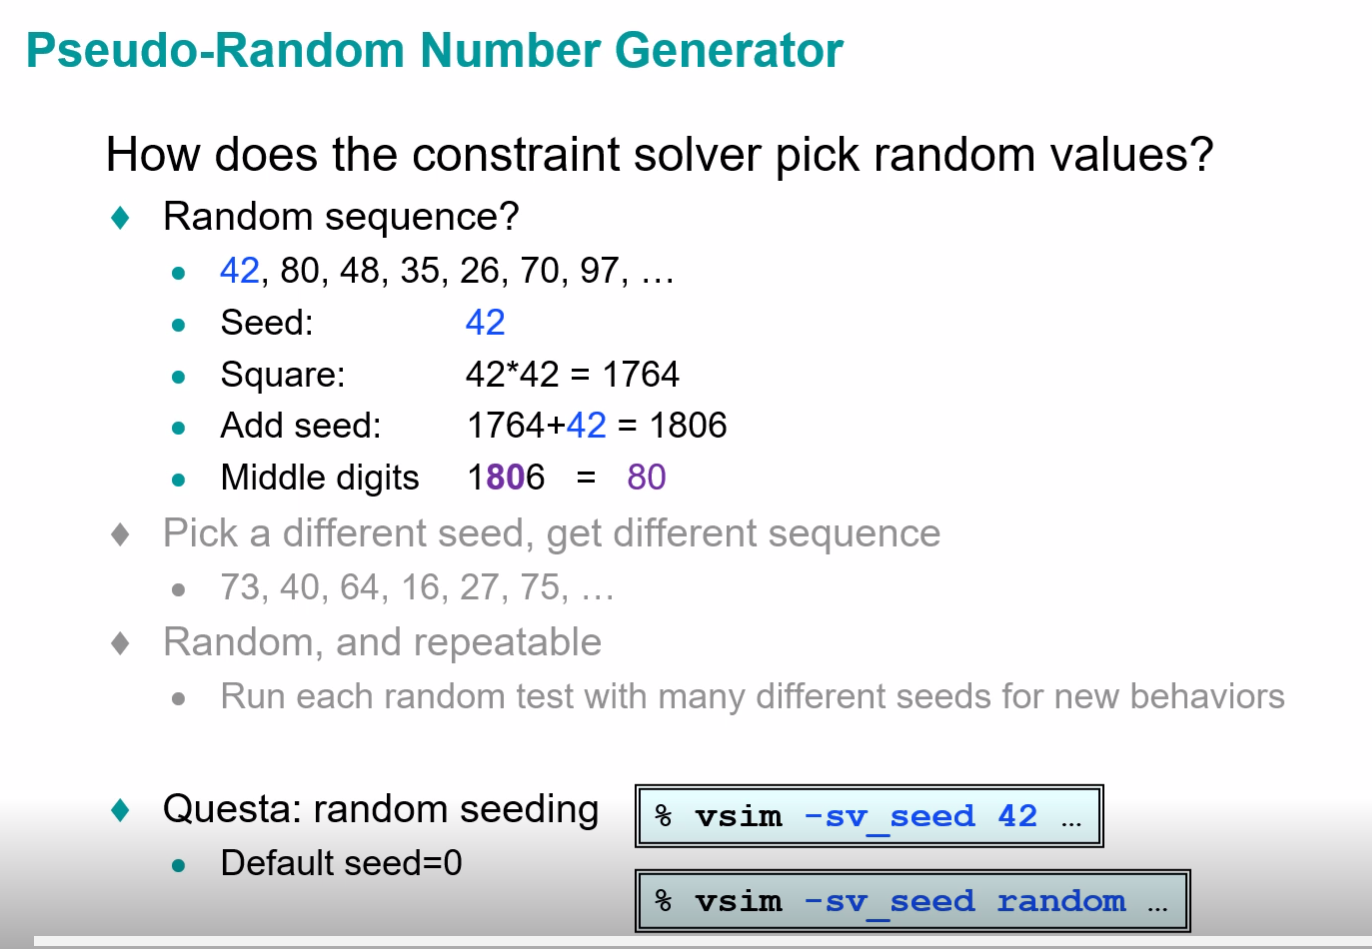 Pseudo-Random Number Generator
How does the constraint solver pick random values?
Random sequence?
42, 80, 48, 35, 26, 70, 97, …
Seed: 42
Square: 42*42 = 1764
Add seed: 1764+42 = 1806
Middle digits 1806 = 80
Pick a different seed, get different sequence
73, 40, 64, 16, 27, 75, …
Random, and repeatable
Run each random test with many different seeds for new behaviors
Questa: random seeding
% vsim -sv_seed 42 …
Default seed=0
% vsim -sv_seed random …